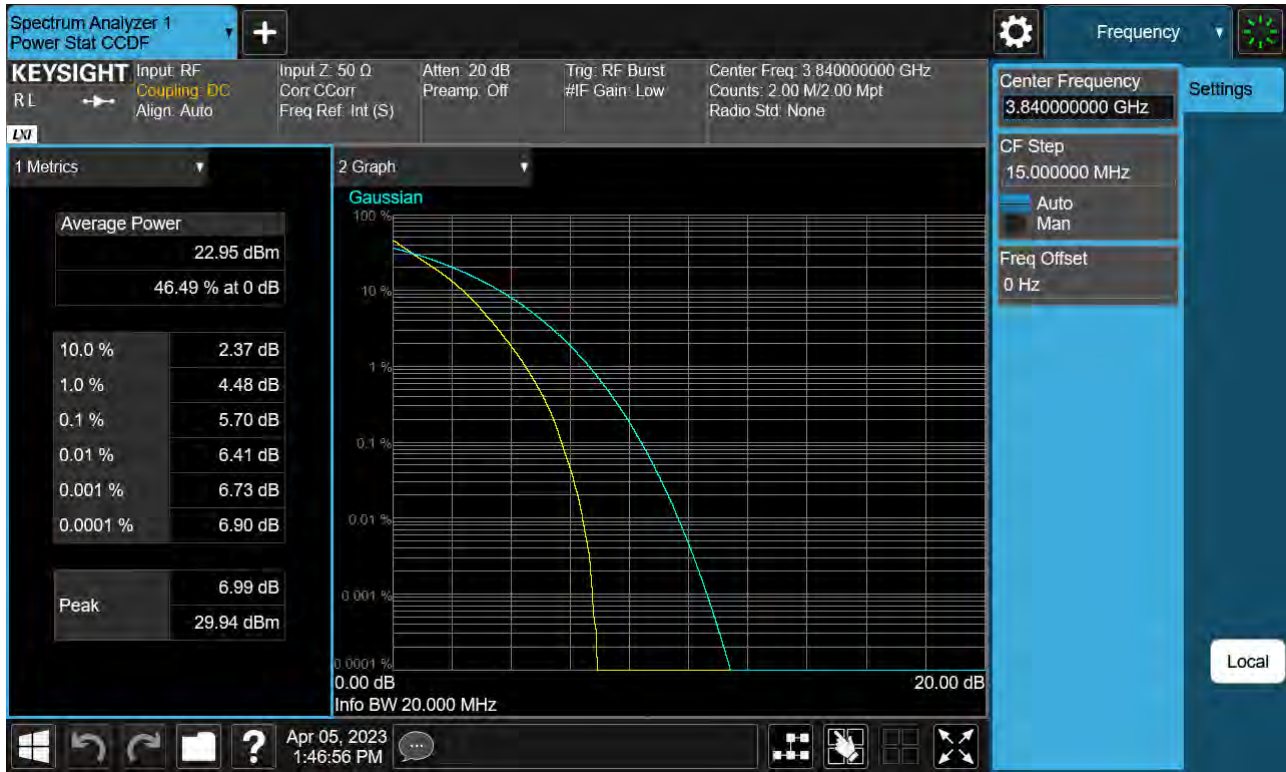 Spectrum Analyzer 1
Power Stat CCDF
+
Frequency
KEYSIGHT
RL
LXI
Input: RF
Coupling: DC
Align: Auto
Input Z: 50 Ω
Corr CCorr
Freq Ref: Int (S)
Atten: 20 dB
Preamp: Off
Trig: RF Burst
#IF Gain: Low
Center Freq: 3.840000000 GHz
Counts: 2.00 M/2.00 Mpt
Radio Std: None
1 Metrics
Average Power
22.95 dBm
46.49 % at 0 dB
10.0 % 2.37 dB
1.0 % 4.48 dB
0.1 % 5.70 dB
0.01 % 6.41 dB
0.001 % 6.73 dB
0.0001 % 6.90 dB
Peak
6.99 dB
29.94 dBm
2 Graph
Gaussian
100 %
10 %
1 %
0.1 %
0.01 %
0.001 %
0.0001 %
0.00 dB 20.00 dB
Info BW 20.000 MHz
Center Frequency
3.840000000 GHz
CF Step
15.000000 MHz
Auto
Man
Freq Offset
0 Hz
Settings
Local
?
Apr 05, 2023
1:46:56 PM